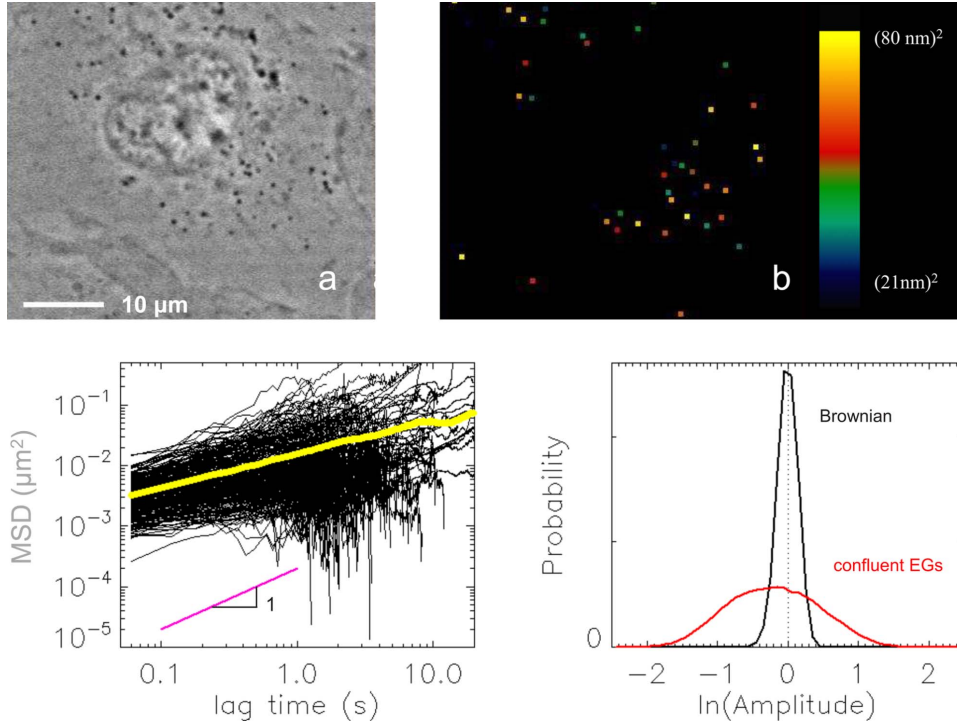 a
10 μm
b
(80 nm)²
(21nm)²
MSD (μm²)
10⁻¹
10⁻²
10⁻³
10⁻⁴
10⁻⁵
1
0.1
1.0
10.0
lag time (s)
Probability
0
Brownian
confluent EGs
−2
−1
0
1
2
ln(Amplitude)